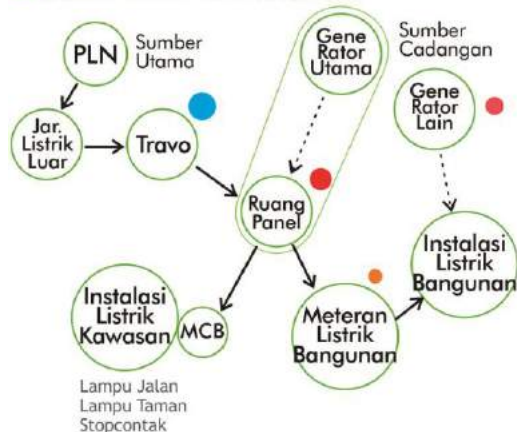 PLN
Sumber
Utama
Jar.
Listrik
Luar
Travo
Gene
Rator
Utama
Sumber
Cadangan
Gene
Rator
Lain
Ruang
Panel
Instalasi
Listrik
Kawasan
MCB
Lampu Jalan
Lampu Taman
Stopcontak
Meteran
Listrik
Bangunan
Instalasi
Listrik
Bangunan